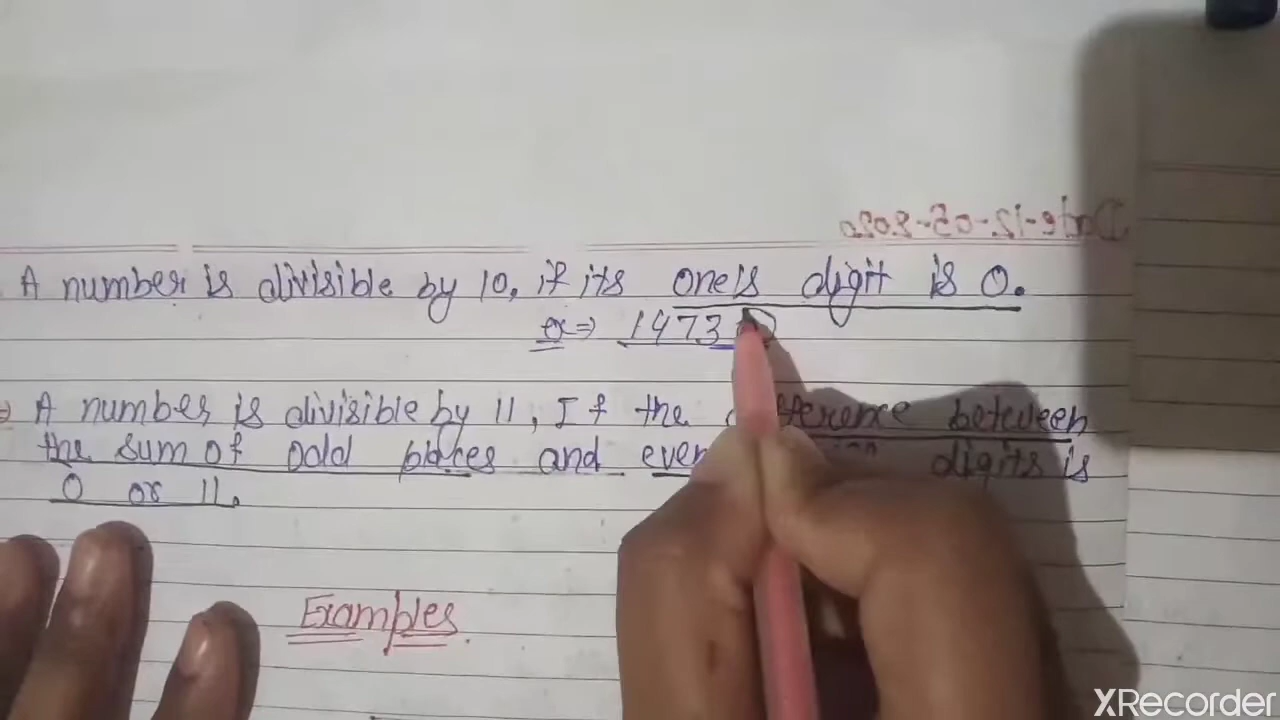 Date-12-05-2020
A number is divisible by 10, if its one's digit is 0.
ex⇒ 1473
⇒ A number is divisible by 11, If the difference between
the sum of odd places and even digits is
0 or 11.
Examples.
XRecorder